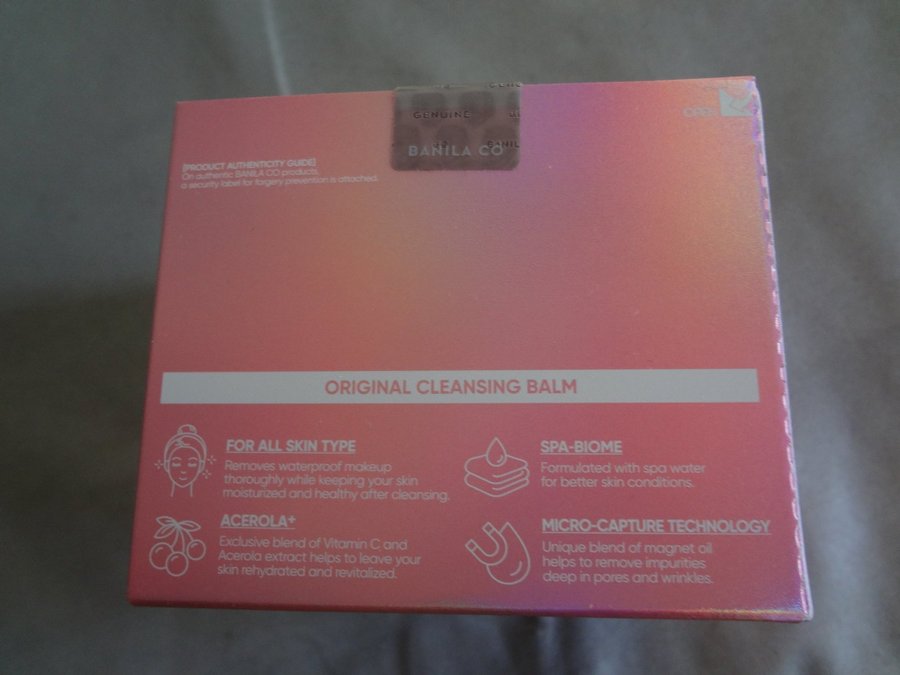 GENUINE
BANILA CO
OPEN
[PRODUCT AUTHENTICITY GUIDE]
On authentic BANILA CO products,
a security label for forgery prevention is attached.
ORIGINAL CLEANSING BALM
FOR ALL SKIN TYPE
Removes waterproof makeup
thoroughly while keeping your skin
moisturized and healthy after cleansing.
SPA-BIOME
Formulated with spa water
for better skin conditions.
ACEROLA+
Exclusive blend of Vitamin C and
Acerola extract helps to leave your
skin rehydrated and revitalized.
MICRO-CAPTURE TECHNOLOGY
Unique blend of magnet oil
helps to remove impurities
deep in pores and wrinkles.